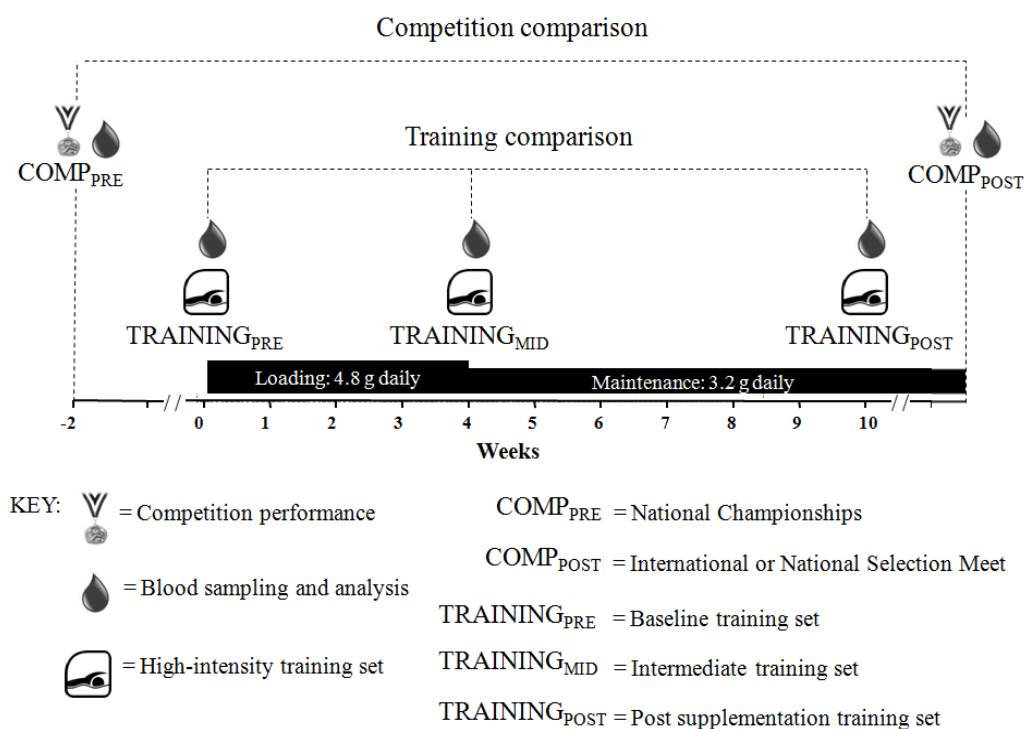 Competition comparison
Training comparison
COMPPRE
COMPPOST
TRAININGPRE
TRAININGMID
TRAININGPOST
Loading: 4.8 g daily
Maintenance: 3.2 g daily
-2 // 0 1 2 3 4 5 6 7 8 9 10 //
Weeks
KEY:
= Competition performance
= Blood sampling and analysis
= High-intensity training set
COMPPRE = National Championships
COMPPOST = International or National Selection Meet
TRAININGPRE = Baseline training set
TRAININGMID = Intermediate training set
TRAININGPOST = Post supplementation training set